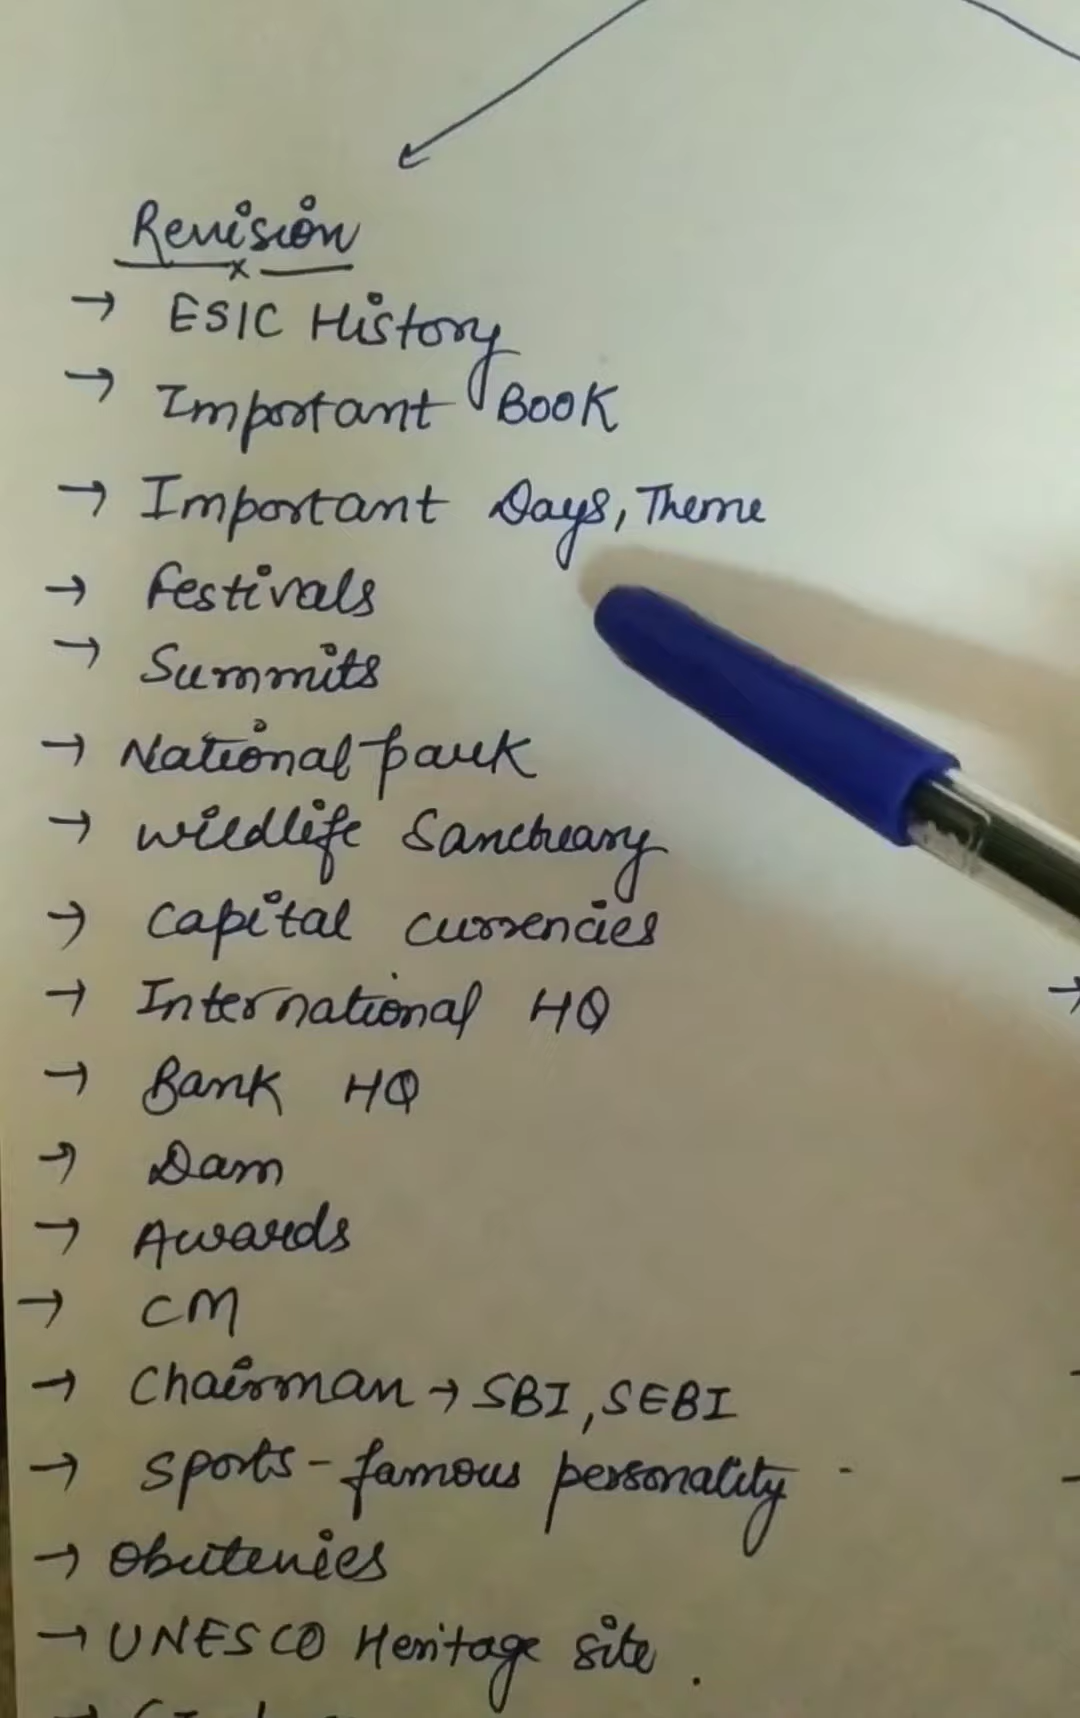 Revision
→ ESIC History
→ Important Book
→ Important Days, Theme
→ Festivals
→ Summits
→ National park
→ Wildlife Sanctuary
→ Capital currencies
→ International HQ
→ Bank HQ
→ Dam
→ Awards
→ CM
→ Chairman → SBI, SEBI
→ Sports - famous personality -
→ Obutenies
→ UNESCO Heritage site.